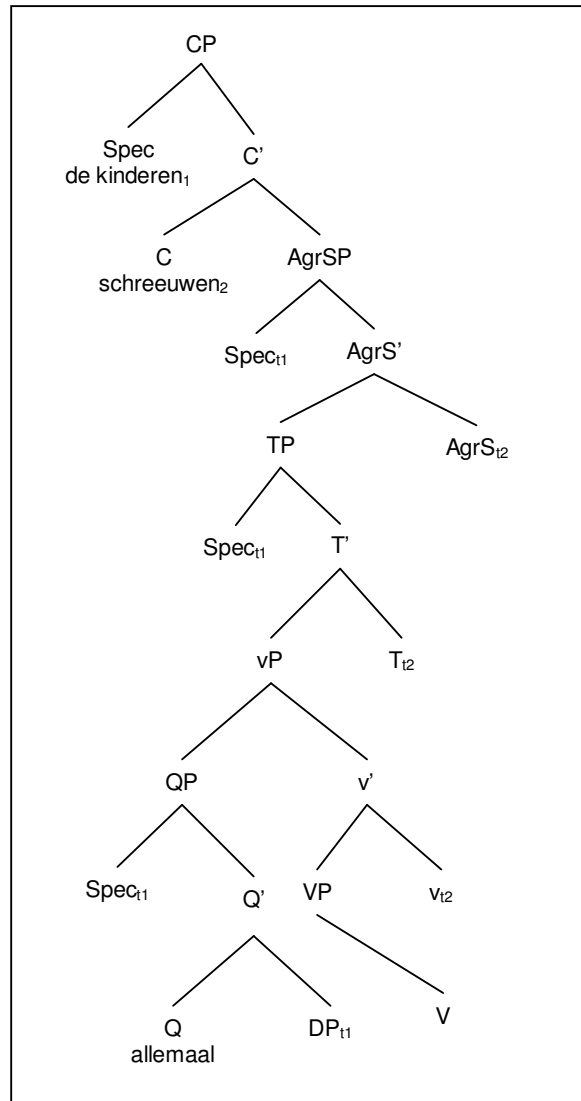 CP
Spec C’
de kinderen₁
C AgrSP
schreeuwen₂
Specₜ₁ AgrS’
TP AgrSₜ₂
Specₜ₁ T’
vP Tₜ₂
QP v’
Specₜ₁ Q’ VP vₜ₂
Q DPₜ₁ V
allemaal